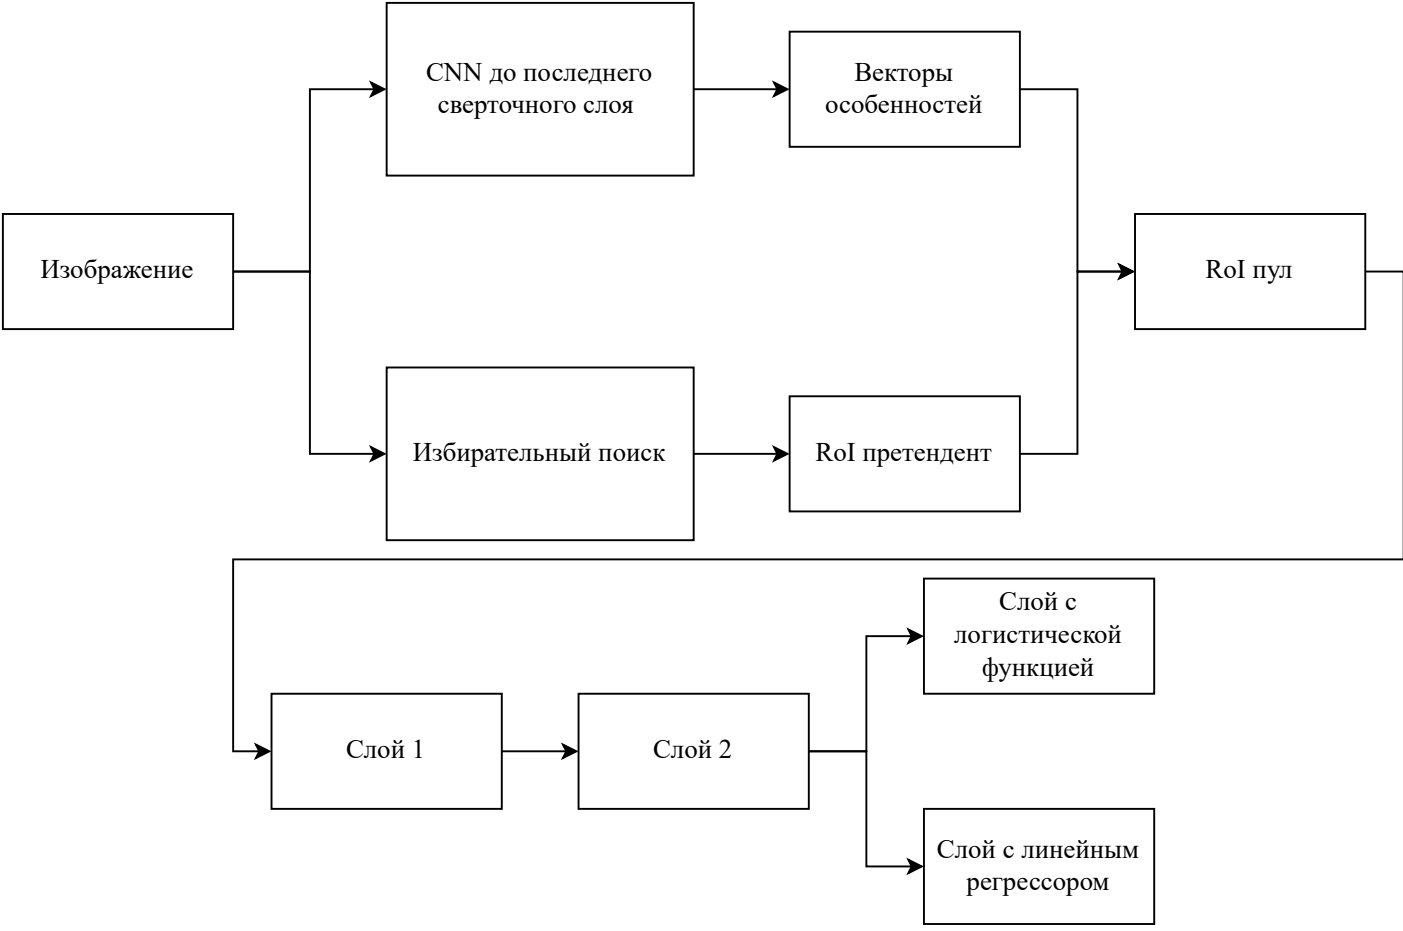 CNN до последнего
сверточного слоя
Векторы
особенностей
Изображение
RoI пул
Избирательный поиск
RoI претендент
Слой с
логистической
функцией
Слой 1
Слой 2
Слой с линейным
регрессором